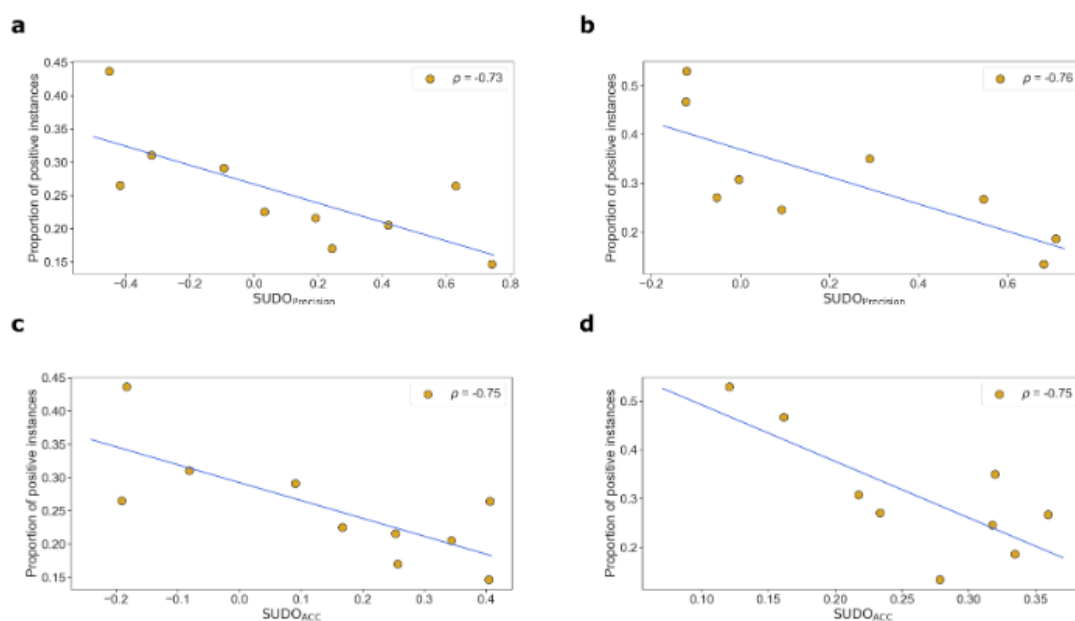 a
0.45
0.40
0.35
0.30
0.25
0.20
0.15
Proportion of positive instances
ρ = -0.73
−0.4 −0.2 0.0 0.2 0.4 0.6 0.8
SUDOPrecision
b
0.5
0.4
0.3
0.2
Proportion of positive instances
ρ = -0.76
−0.2 0.0 0.2 0.4 0.6
SUDOPrecision
c
0.45
0.40
0.35
0.30
0.25
0.20
0.15
Proportion of positive instances
ρ = -0.75
−0.2 −0.1 0.0 0.1 0.2 0.3 0.4
SUDOACC
d
0.5
0.4
0.3
0.2
Proportion of positive instances
ρ = -0.75
0.10 0.15 0.20 0.25 0.30 0.35
SUDOACC